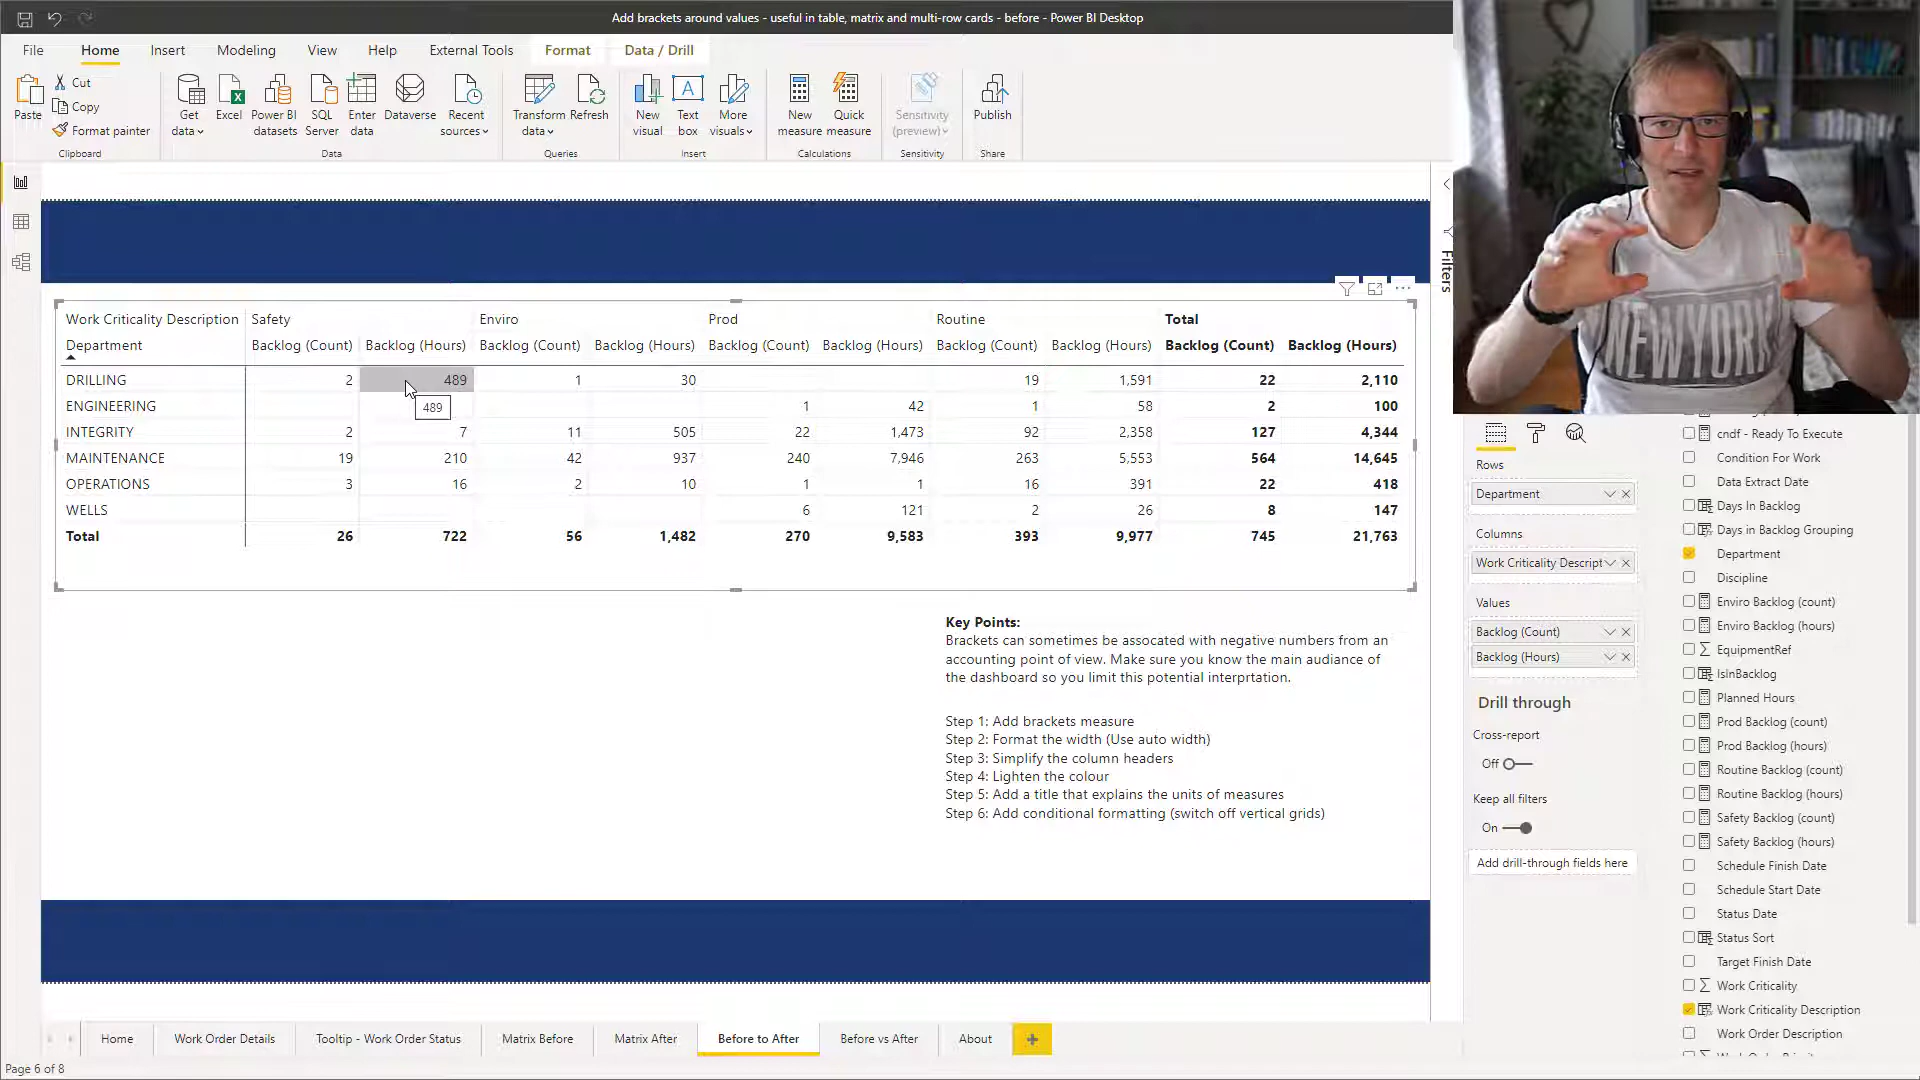 Add brackets around values - useful in table, matrix and multi-row cards - before - Power BI Desktop
File Home Insert Modeling View Help External Tools Format Data / Drill
Paste
Cut
Copy
Format painter
Clipboard
Get data
Excel
Power BI datasets
SQL Server
Enter data
Dataverse
Recent sources
Data
Transform data
Refresh
Queries
New visual
Text box
More visuals
Insert
New measure
Quick measure
Calculations
Sensitivity (preview)
Sensitivity
Publish
Share
Work Criticality Description Safety Enviro Prod Routine Total
Department Backlog (Count) Backlog (Hours) Backlog (Count) Backlog (Hours) Backlog (Count) Backlog (Hours) Backlog (Count) Backlog (Hours) Backlog (Count) Backlog (Hours)
DRILLING 2 489 1 30 19 1,591 22 2,110
489
ENGINEERING 1 42 1 58 2 100
INTEGRITY 2 7 11 505 22 1,473 92 2,358 127 4,344
MAINTENANCE 19 210 42 937 240 7,946 263 5,553 564 14,645
OPERATIONS 3 16 2 10 1 1 16 391 22 418
WELLS 6 121 2 26 8 147
Total 26 722 56 1,482 270 9,583 393 9,977 745 21,763
Key Points:
Brackets can sometimes be assocated with negative numbers from an
accounting point of view. Make sure you know the main audiance of
the dashboard so you limit this potential interprtation.
Step 1: Add brackets measure
Step 2: Format the width (Use auto width)
Step 3: Simplify the column headers
Step 4: Lighten the colour
Step 5: Add a title that explains the units of measures
Step 6: Add conditional formatting (switch off vertical grids)
Filters
NEWYORK
Rows
Department
Columns
Work Criticality Descript
Values
Backlog (Count)
Backlog (Hours)
Drill through
Cross-report
Off
Keep all filters
On
Add drill-through fields here
cndf - Ready To Execute
Condition For Work
Data Extract Date
Days In Backlog
Days in Backlog Grouping
Department
Discipline
Enviro Backlog (count)
Enviro Backlog (hours)
EquipmentRef
IsInBacklog
Planned Hours
Prod Backlog (count)
Prod Backlog (hours)
Routine Backlog (count)
Routine Backlog (hours)
Safety Backlog (count)
Safety Backlog (hours)
Schedule Finish Date
Schedule Start Date
Status Date
Status Sort
Target Finish Date
Work Criticality
Work Criticality Description
Work Order Description
Home Work Order Details Tooltip - Work Order Status Matrix Before Matrix After Before to After Before vs After About +
Page 6 of 8